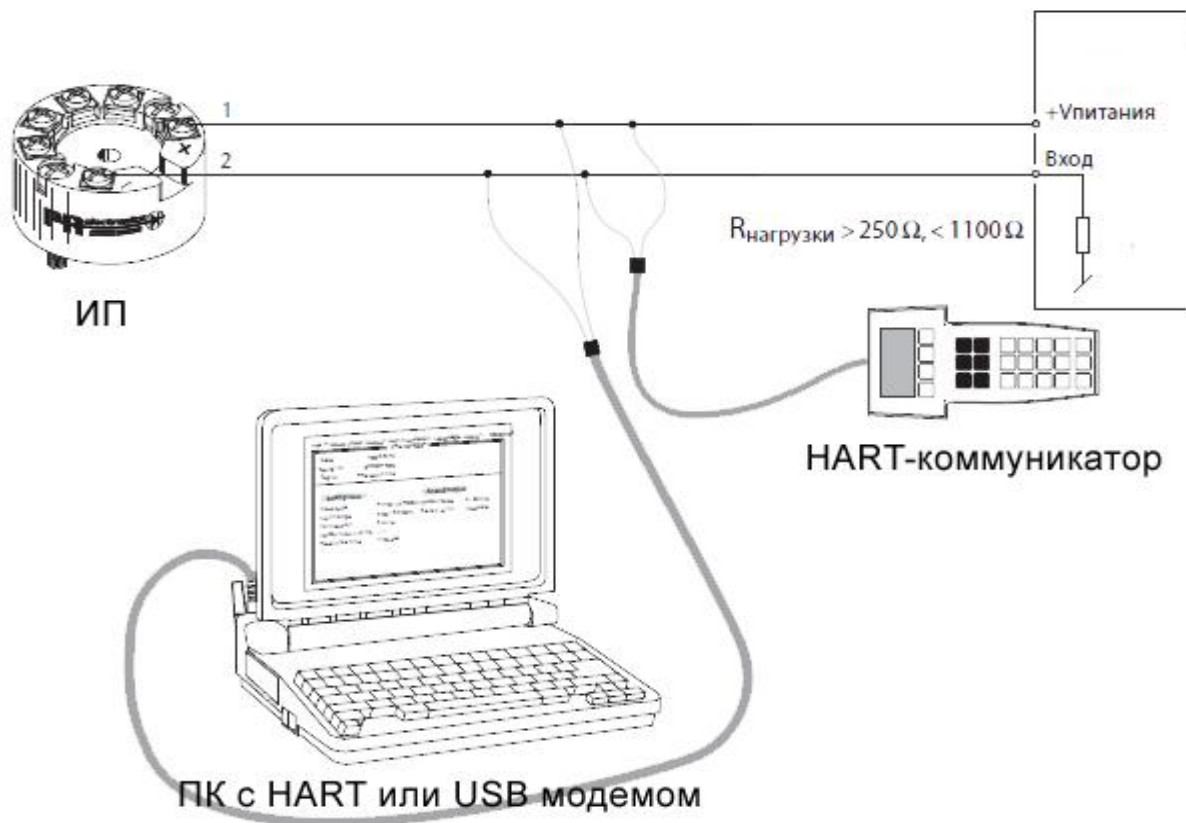 1
+Vпитания
2
Вход
Rнагрузки > 250 Ω, < 1100 Ω
ИП
HART-коммуникатор
ПК с HART или USB модемом